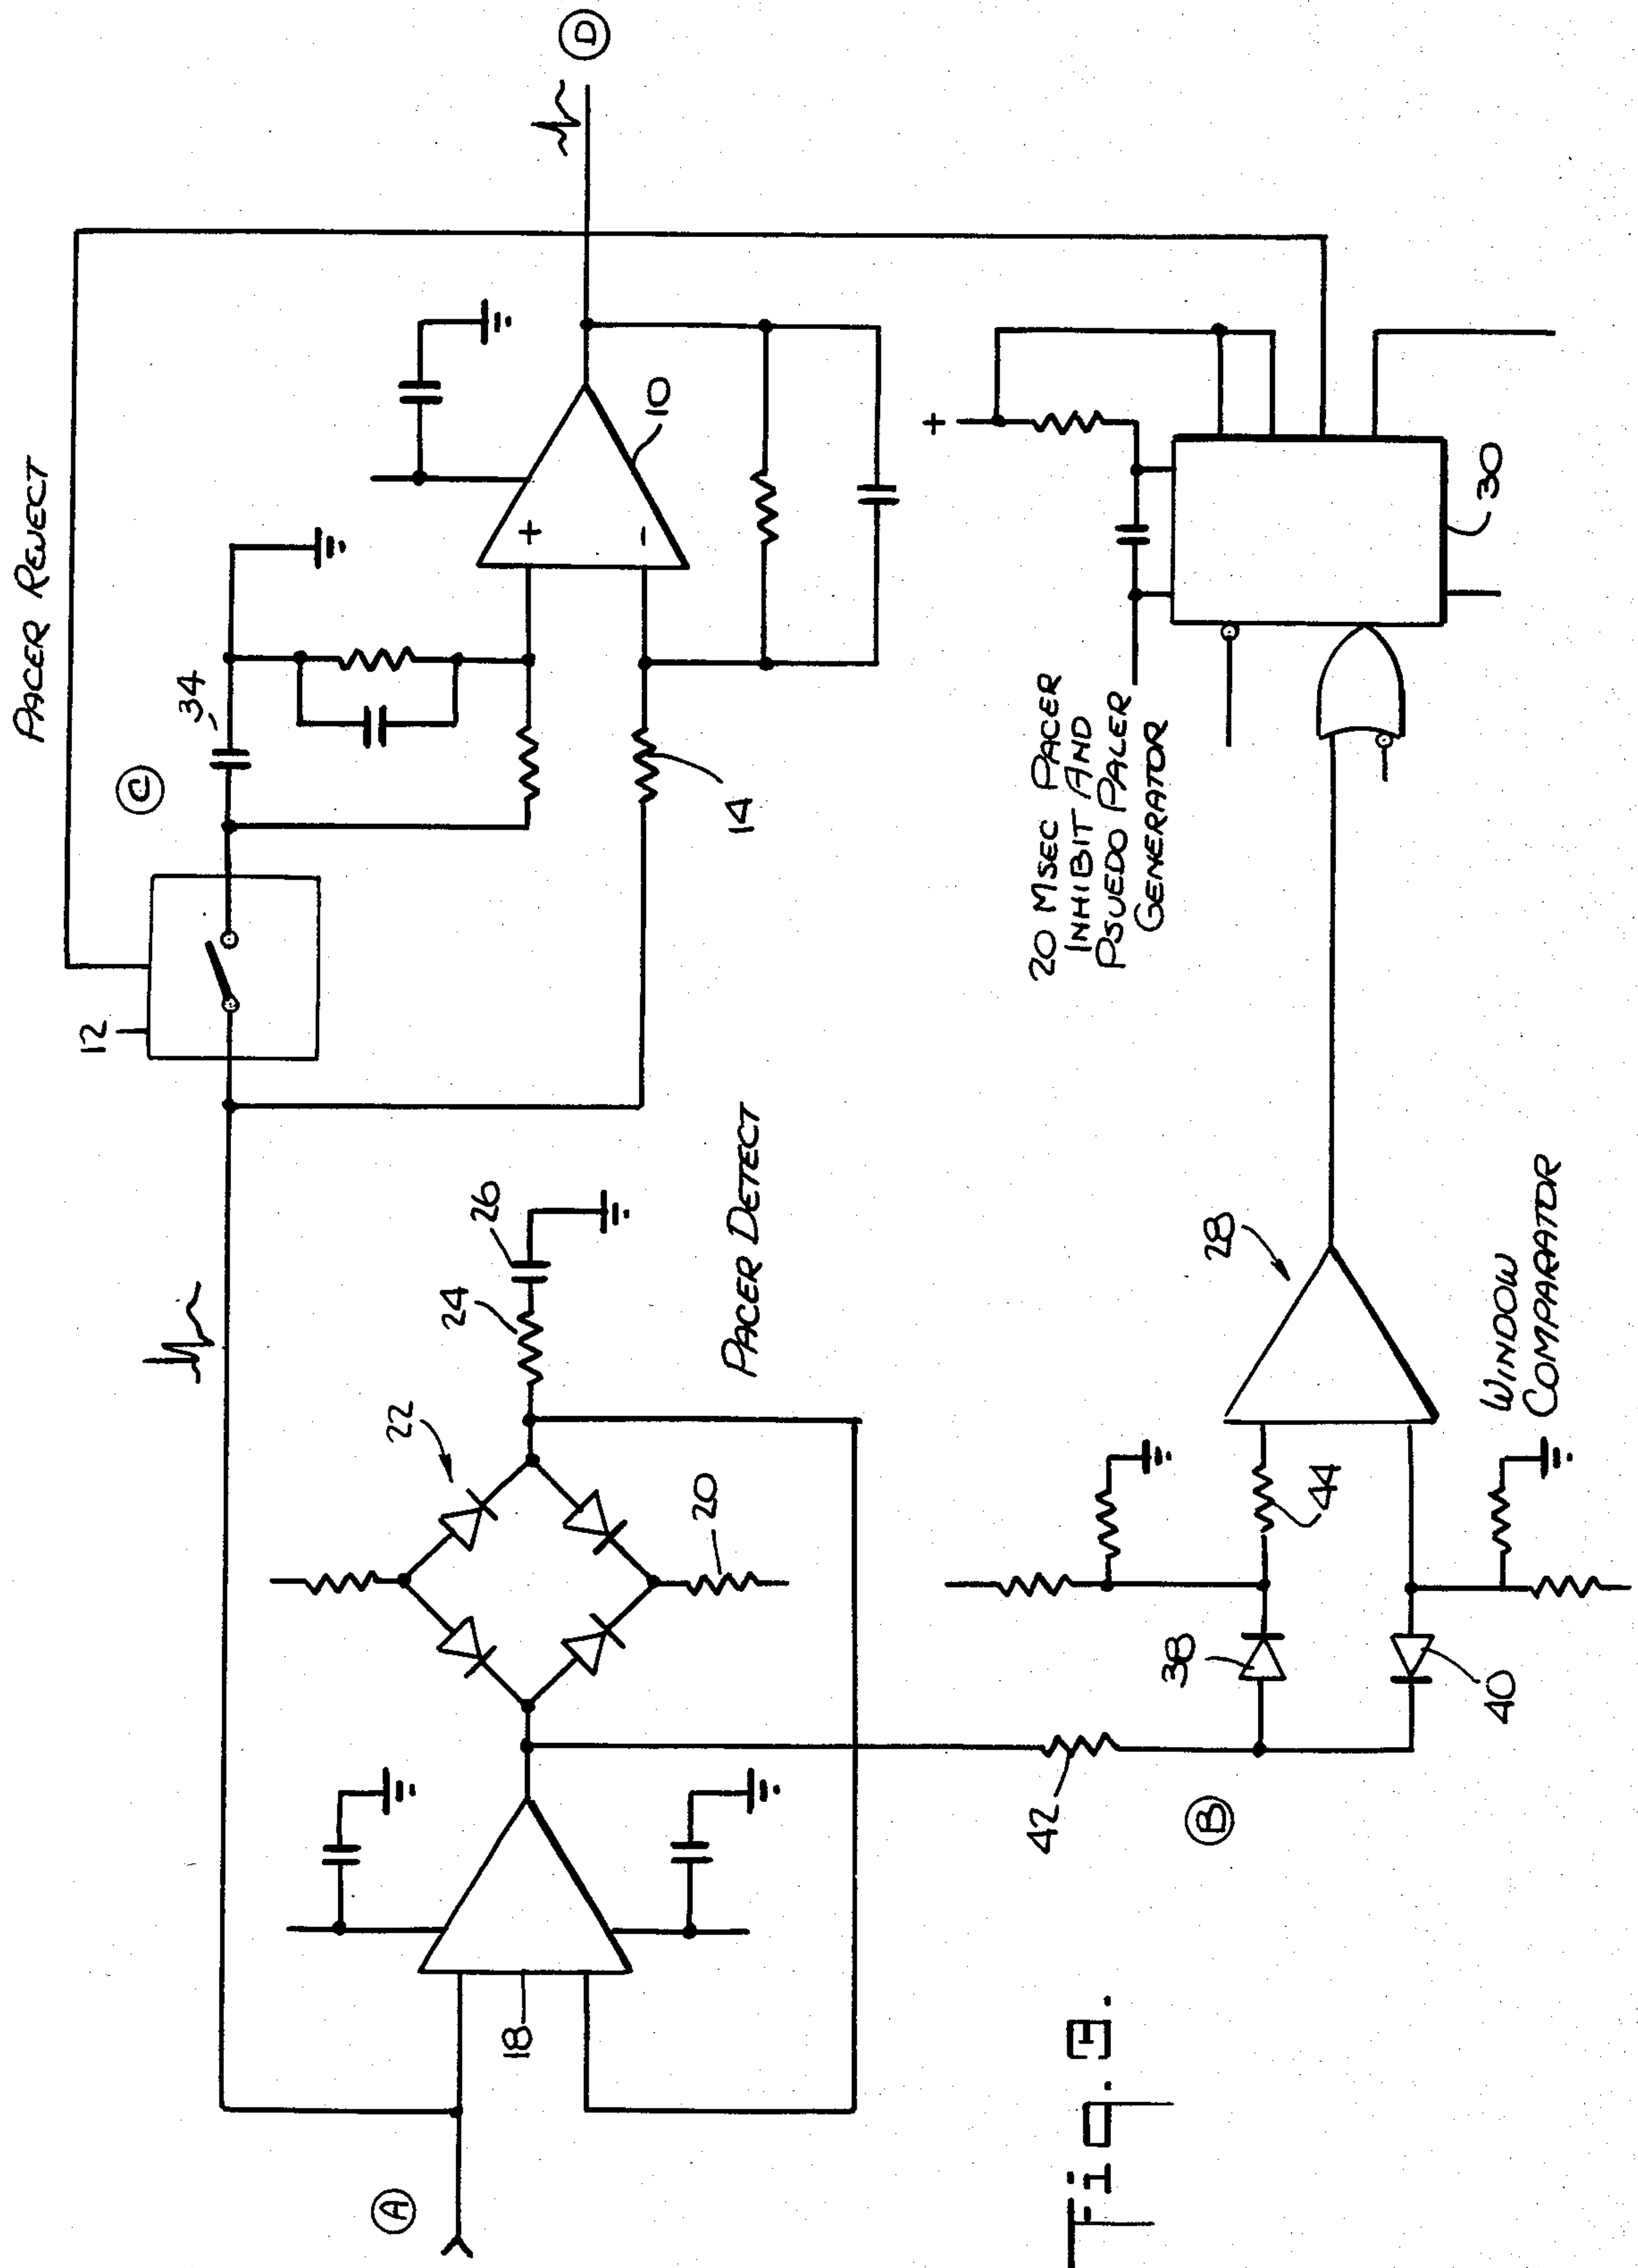 PACER REJECT
C
34
12
14
+
-
10
D
A
18
22
24
26
20
PACER DETECT
42
B
38
40
44
28
WINDOW
COMPARATOR
20 MSEC PACER
INHIBIT AND
PSUEDO PALER
GENERATOR
+
30
Fig. 3.